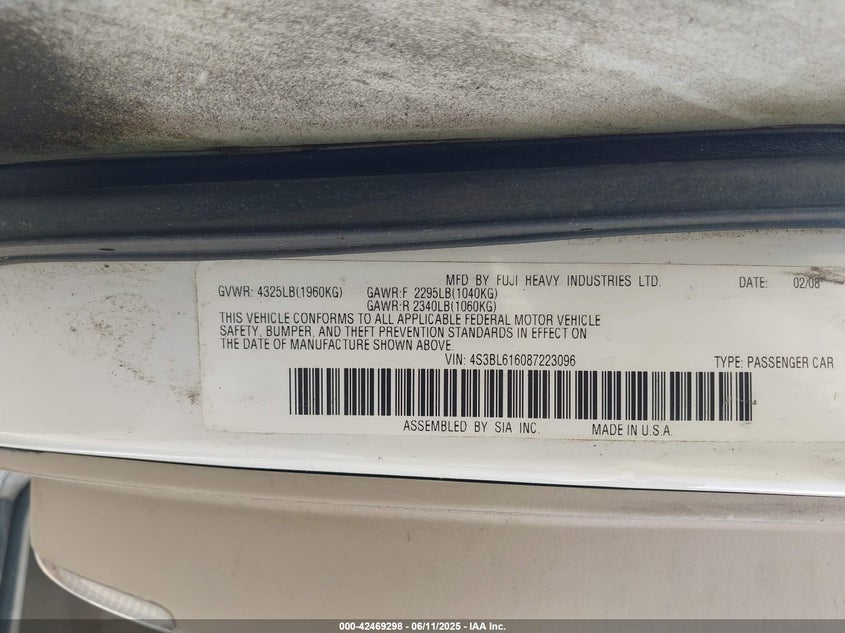 MFD BY FUJI HEAVY INDUSTRIES LTD. DATE: 02/08
GVWR: 4325LB(1960KG) GAWR:F 2295LB(1040KG)
GAWR:R 2340LB(1060KG)
THIS VEHICLE CONFORMS TO ALL APPLICABLE FEDERAL MOTOR VEHICLE
SAFETY, BUMPER, AND THEFT PREVENTION STANDARDS IN EFFECT ON
THE DATE OF MANUFACTURE SHOWN ABOVE.
VIN: 4S3BL616087223096 TYPE: PASSENGER CAR
ASSEMBLED BY SIA INC. MADE IN U.S.A.
000-42469298 - 06/11/2025 - IAA Inc.